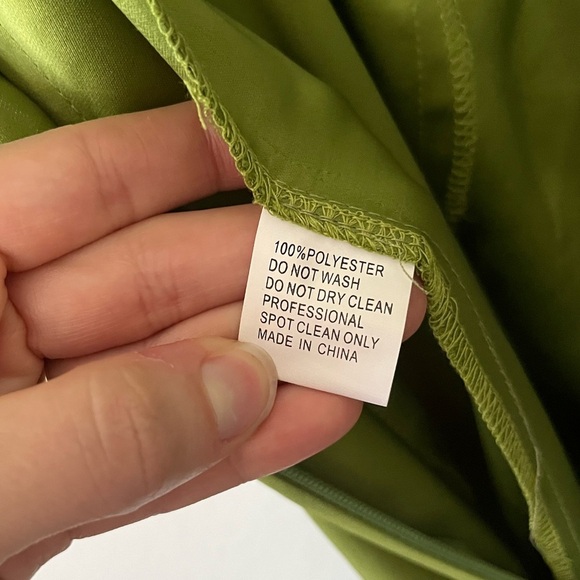 100%POLYESTER
DO NOT WASH
DO NOT DRY CLEAN
PROFESSIONAL
SPOT CLEAN ONLY
MADE IN CHINA